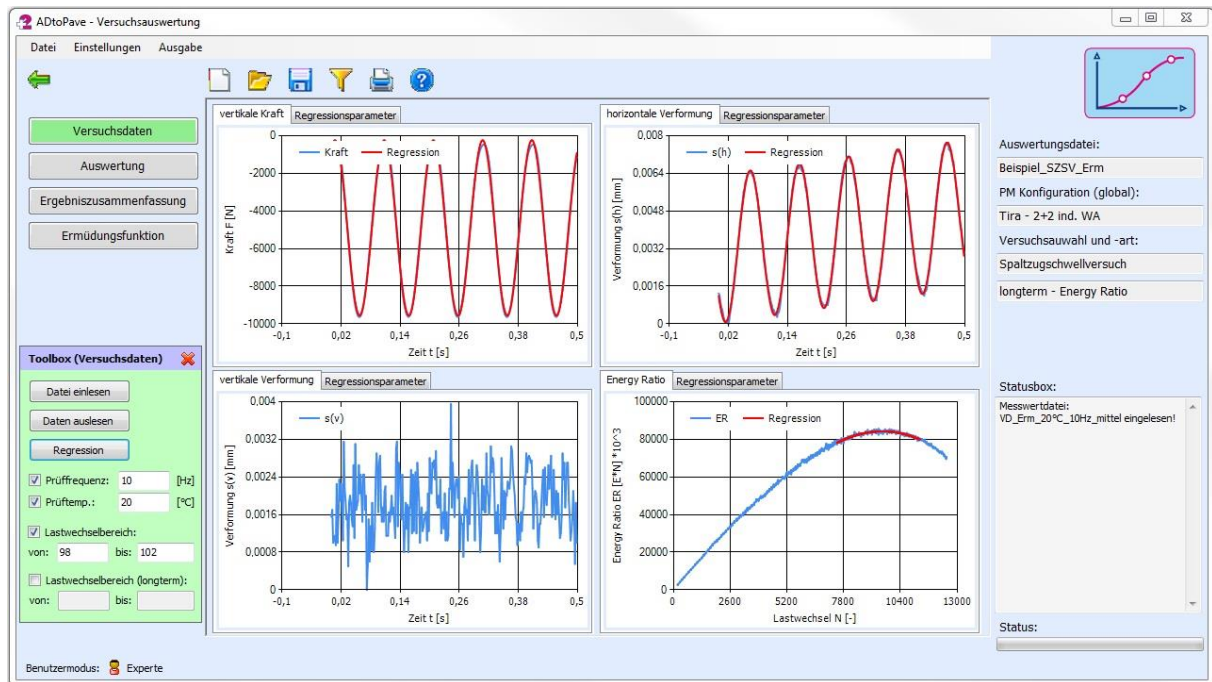 ADtoPave - Versuchsauswertung
Datei Einstellungen Ausgabe
Versuchsdaten
Auswertung
Ergebniszusammenfassung
Ermüdungsfunktion
Toolbox (Versuchsdaten)
Datei einlesen
Daten auslesen
Regression
Prüffrequenz: 10 [Hz]
Prüftemp.: 20 [°C]
Lastwechselbereich:
von: 98 bis: 102
Lastwechselbereich (longterm):
von: bis:
Benutzermodus: Experte
vertikale Kraft Regressionsparameter
Kraft Regression
Kraft F [N]
0
-2000
-4000
-6000
-8000
-10000
-0,1 0,02 0,14 0,26 0,38 0,5
Zeit t [s]
horizontale Verformung Regressionsparameter
s(h) Regression
Verformung s(h) [mm]
0,008
0,0064
0,0048
0,0032
0,0016
0
-0,1 0,02 0,14 0,26 0,38 0,5
Zeit t [s]
vertikale Verformung Regressionsparameter
s(v)
Verformung s(v) [mm]
0,004
0,0032
0,0024
0,0016
0,0008
0
-0,1 0,02 0,14 0,26 0,38 0,5
Zeit t [s]
Energy Ratio Regressionsparameter
ER Regression
Energy Ratio ER [E*N] *10^3
100000
80000
60000
40000
20000
0
0 2600 5200 7800 10400 13000
Lastwechsel N [-]
Auswertungsdatei:
Beispiel_SZSV_Erm
PM Konfiguration (global):
Tira - 2+2 ind. WA
Versuchsauwahl und -art:
Spaltzugschwellversuch
longterm - Energy Ratio
Statusbox:
Messwertdatei:
VD_Erm_20°C_10Hz_mittel eingelesen!
Status: